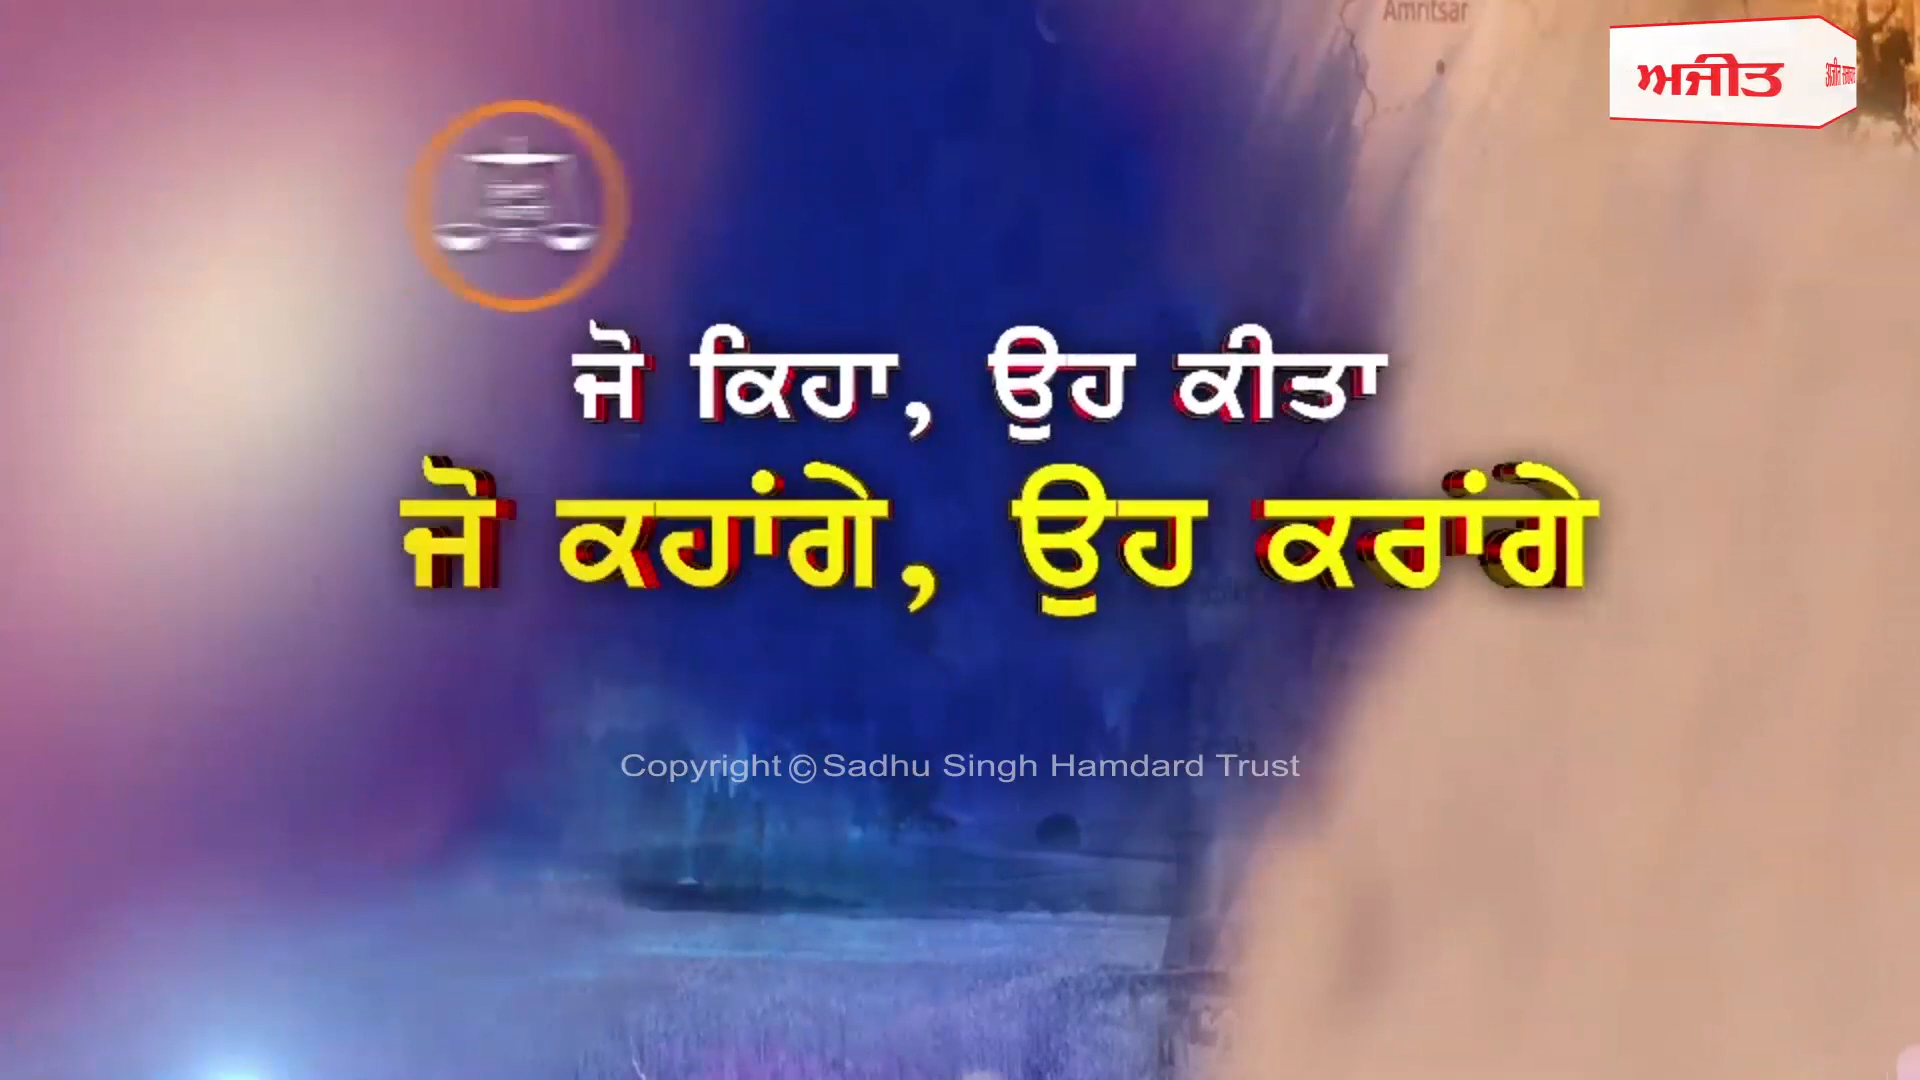 Amritsar
ਅਜੀਤ
ਜੋ ਕਿਹਾ, ਉਹ ਕੀਤਾ
ਜੋ ਕਹਾਂਗੇ, ਉਹ ਕਰਾਂਗੇ
Copyright © Sadhu Singh Hamdard Trust